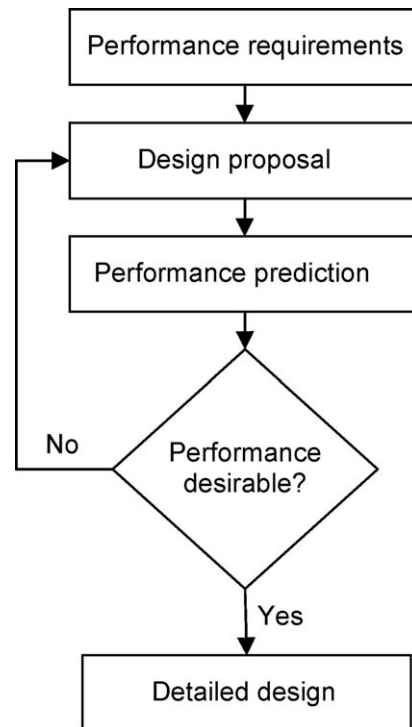 Performance requirements
Design proposal
Performance prediction
No
Performance
desirable?
Yes
Detailed design